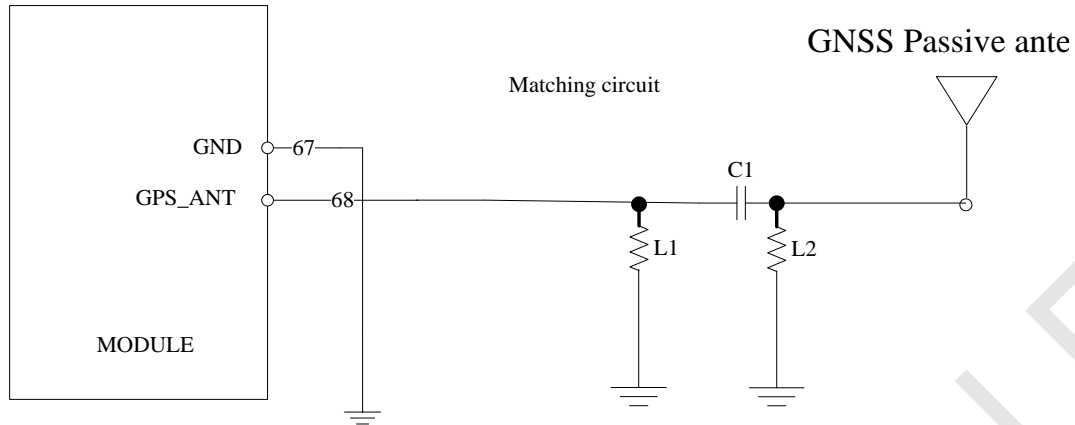 GNSS Passive ante
Matching circuit
GND
67
C1
GPS_ANT
68
L1
L2
MODULE